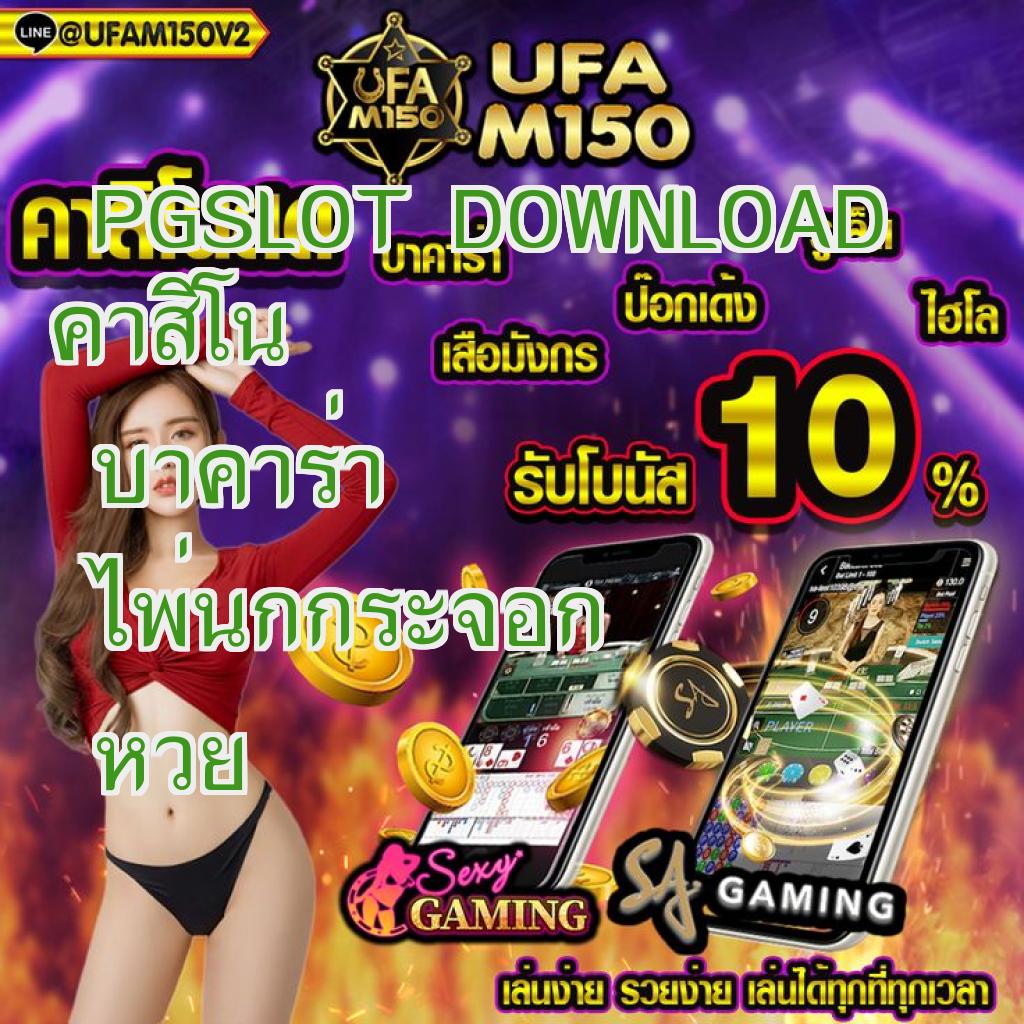 LINE @UFAM150V2
UFA M150
UFA
M150
PGSLOT DOWNLOAD
บาคาร่า
คาสิโน
ป๊อกเด้ง
ไฮโล
เสือมังกร
บาคาร่า
รับโบนัส 10 %
ไพ่นกกระจอก
หวย
9
PLAYER
Sexy
GAMING
SA GAMING
เล่นง่าย รวยง่าย เล่นได้ทุกที่ทุกเวลา